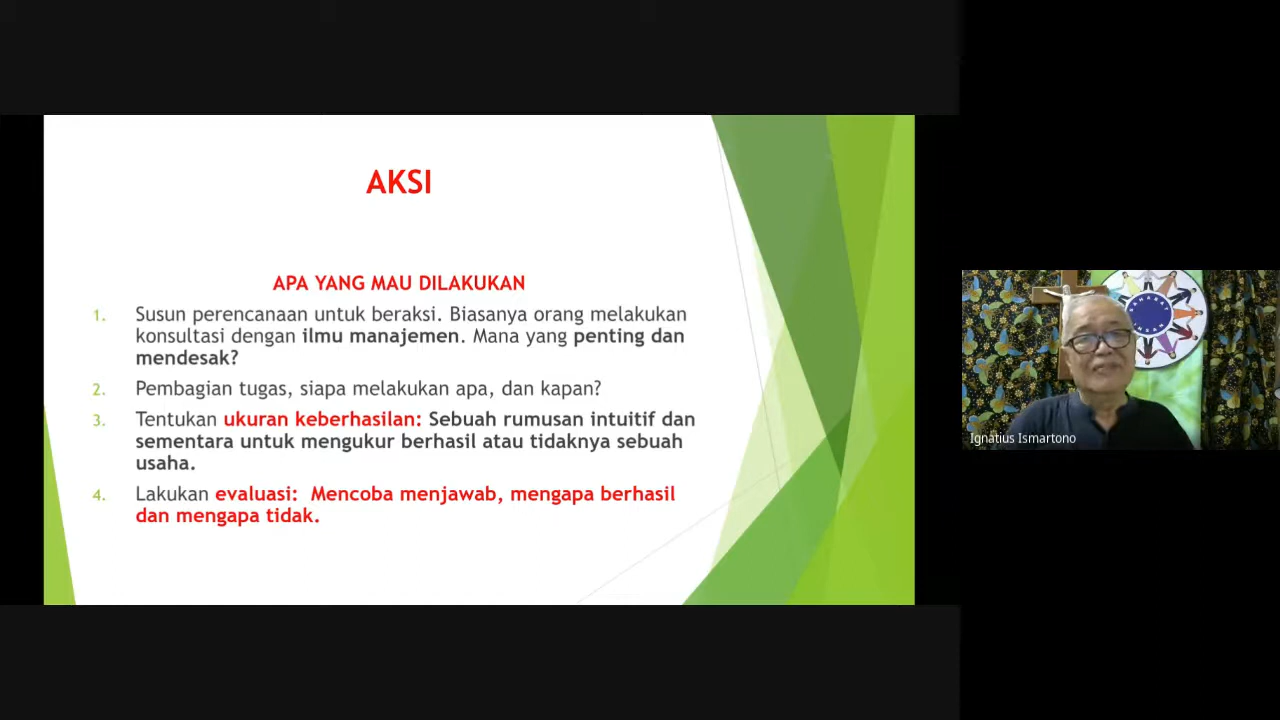 AKSI
APA YANG MAU DILAKUKAN
1. Susun perencanaan untuk beraksi. Biasanya orang melakukan
konsultasi dengan ilmu manajemen. Mana yang penting dan
mendesak?
2. Pembagian tugas, siapa melakukan apa, dan kapan?
3. Tentukan ukuran keberhasilan: Sebuah rumusan intuitif dan
sementara untuk mengukur berhasil atau tidaknya sebuah
usaha.
4. Lakukan evaluasi: Mencoba menjawab, mengapa berhasil
dan mengapa tidak.
SAHABAT
INSANI
Ignatius Ismartono